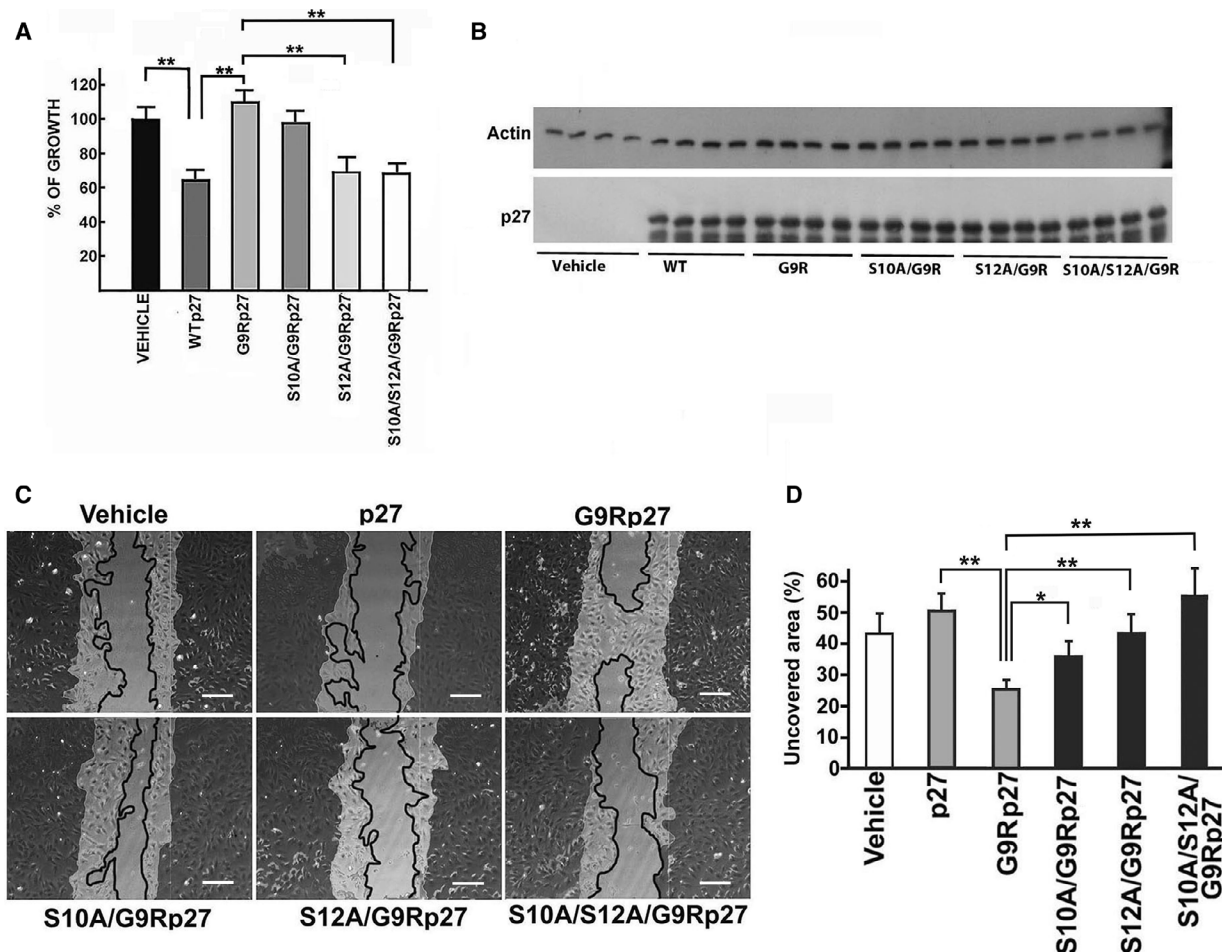 A
**
**
**
**
% OF GROWTH
120
100
80
60
40
20
VEHICLE
WTp27
G9Rp27
S10A/G9Rp27
S12A/G9Rp27
S10A/S12A/G9Rp27
B
Actin
p27
Vehicle
WT
G9R
S10A/G9R
S12A/G9R
S10A/S12A/G9R
C
Vehicle
p27
G9Rp27
S10A/G9Rp27
S12A/G9Rp27
S10A/S12A/G9Rp27
D
**
**
**
*
Uncovered area (%)
60
50
40
30
20
10
0
Vehicle
p27
G9Rp27
S10A/G9Rp27
S12A/G9Rp27
S10A/S12A/
G9Rp27